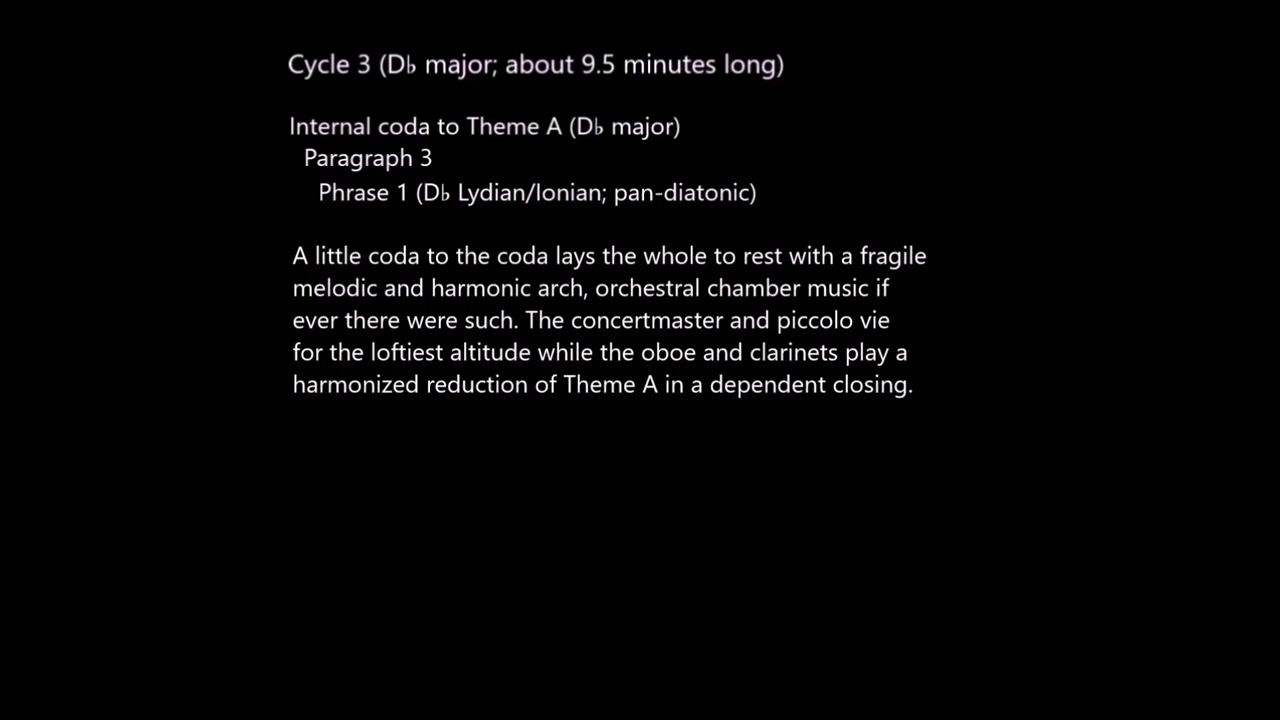 Cycle 3 (D♭ major; about 9.5 minutes long)
Internal coda to Theme A (D♭ major)
Paragraph 3
Phrase 1 (D♭ Lydian/Ionian; pan-diatonic)
A little coda to the coda lays the whole to rest with a fragile
melodic and harmonic arch, orchestral chamber music if
ever there were such. The concertmaster and piccolo vie
for the loftiest altitude while the oboe and clarinets play a
harmonized reduction of Theme A in a dependent closing.